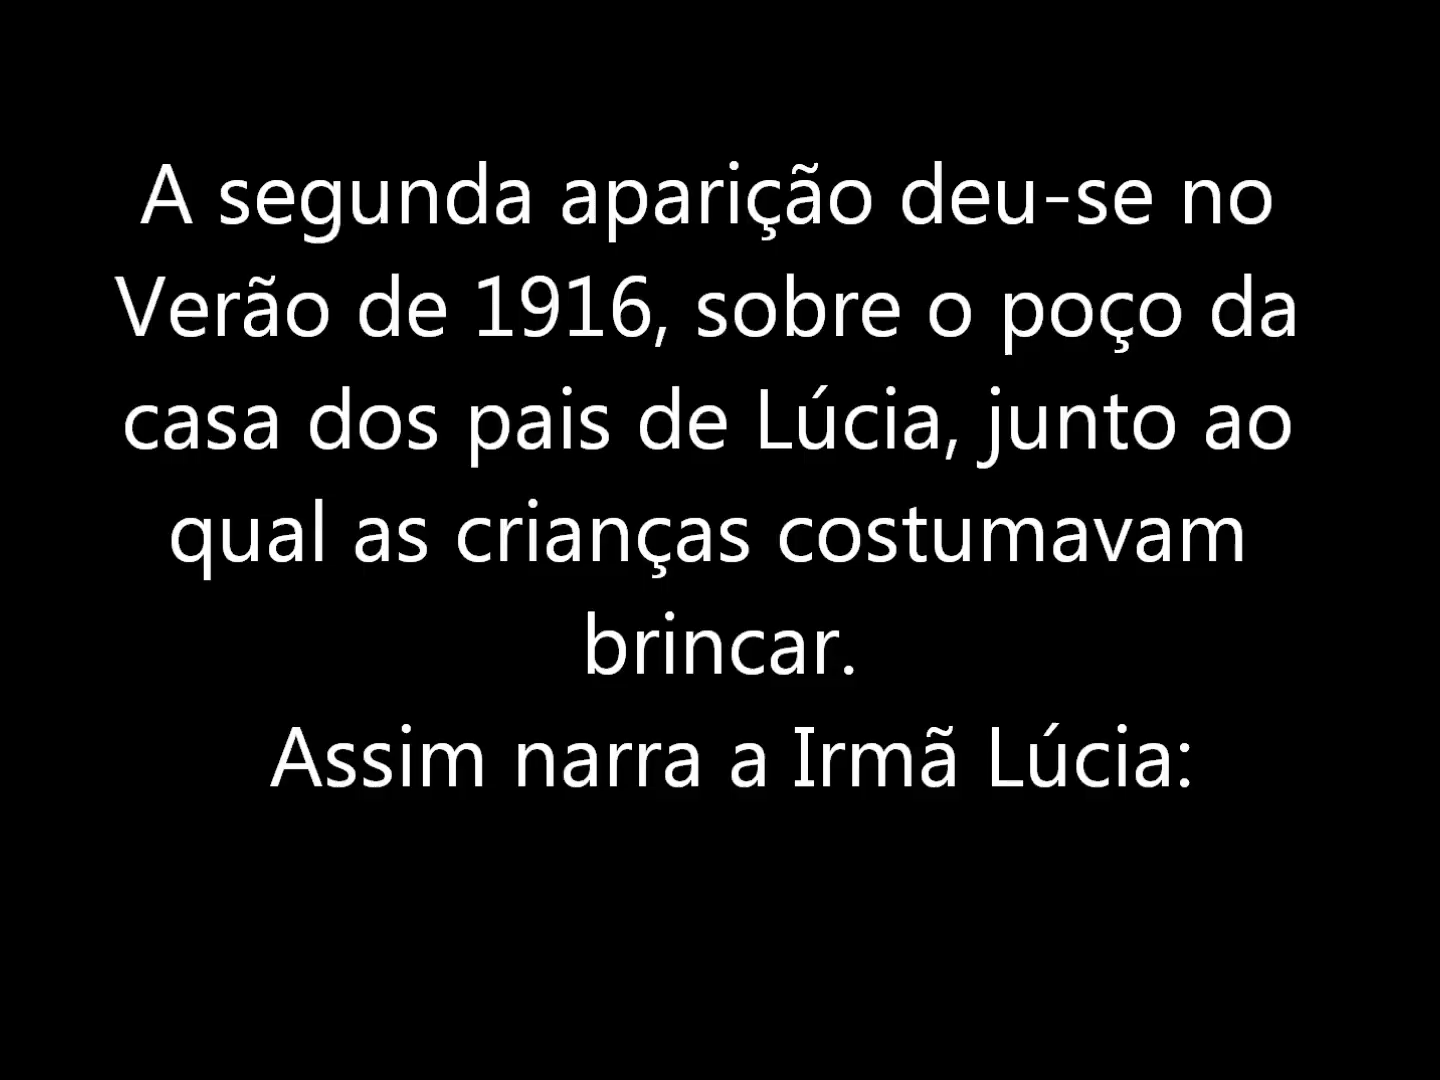 A segunda aparição deu-se no
Verão de 1916, sobre o poço da
casa dos pais de Lúcia, junto ao
qual as crianças costumavam
brincar.
Assim narra a Irmã Lúcia: